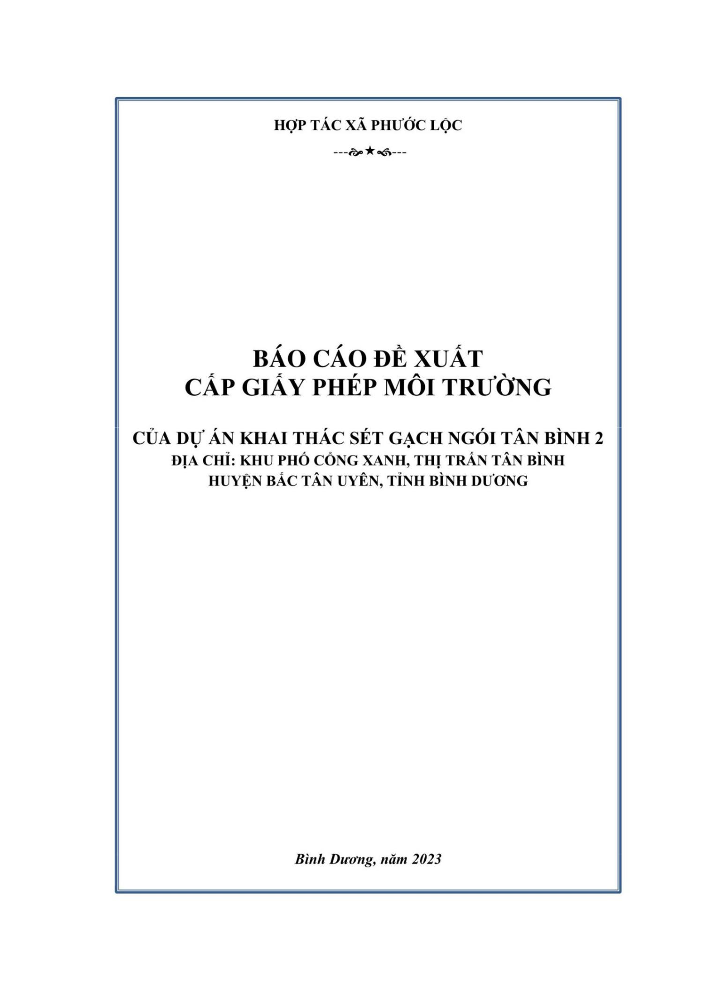 HỢP TÁC XÃ PHƯỚC LỘC
---★---
BÁO CÁO ĐỀ XUẤT
CẤP GIẤY PHÉP MÔI TRƯỜNG
CỦA DỰ ÁN KHAI THÁC SÉT GẠCH NGÓI TÂN BÌNH 2
ĐỊA CHỈ: KHU PHỐ CỔNG XANH, THỊ TRẤN TÂN BÌNH
HUYỆN BẮC TÂN UYÊN, TỈNH BÌNH DƯƠNG
Bình Dương, năm 2023